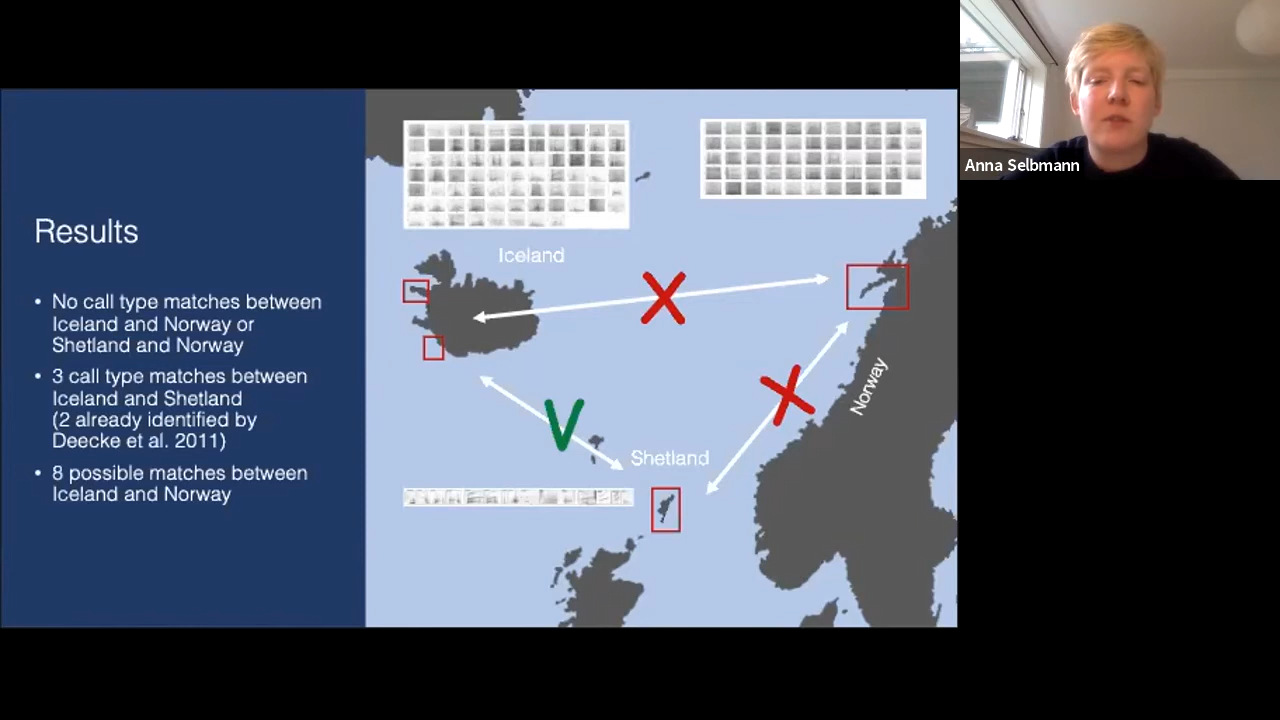 Anna Selbmann
Results
• No call type matches between
Iceland and Norway or
Shetland and Norway
• 3 call type matches between
Iceland and Shetland
(2 already identified by
Deecke et al. 2011)
• 8 possible matches between
Iceland and Norway
Iceland
Norway
Shetland